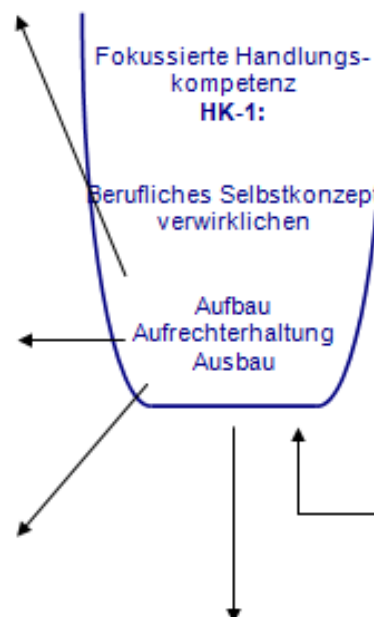 Fokussierte Handlungs-
kompetenz
HK-1:
Berufliches Selbstkonzept
verwirklichen
Aufbau
Aufrechterhaltung
Ausbau